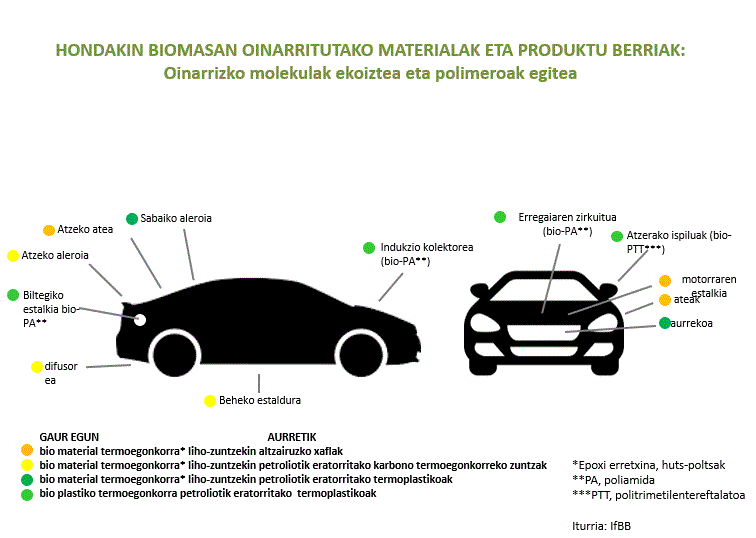 HONDAKIN BIOMASAN OINARRITUTAKO MATERIALAK ETA PRODUKTU BERRIAK:
Oinarrizko molekulak ekoiztea eta polimeroak egitea
Sabaiko aleroia
Atzeko atea
Atzeko aleroia
Biltegiko
estalkia bio-
PA**
difusor
ea
Beheko estaldura
Indukzio kolektorea
(bio-PA**)
Erregaiaren zirkuitua
(bio-PA**)
Atzerako ispiluak (bio-
PTT***)
motorraren
estalkia
ateak
aurrekoa
GAUR EGUN AURRETIK
bio material termoegonkorra* liho-zuntzekin altzairuzko xaflak
bio material termoegonkorra* liho-zuntzekin petroliotik eratorritako karbono termoegonkorreko zuntzak
bio material termoegonkorra* liho-zuntzekin petroliotik eratorritako termoplastikoak
bio plastiko termoegonkorra petroliotik eratorritako termoplastikoak
*Epoxi erretxina, huts-poltsak
**PA, poliamida
***PTT, politrimetilentereftalatoa
Iturria: IfBB